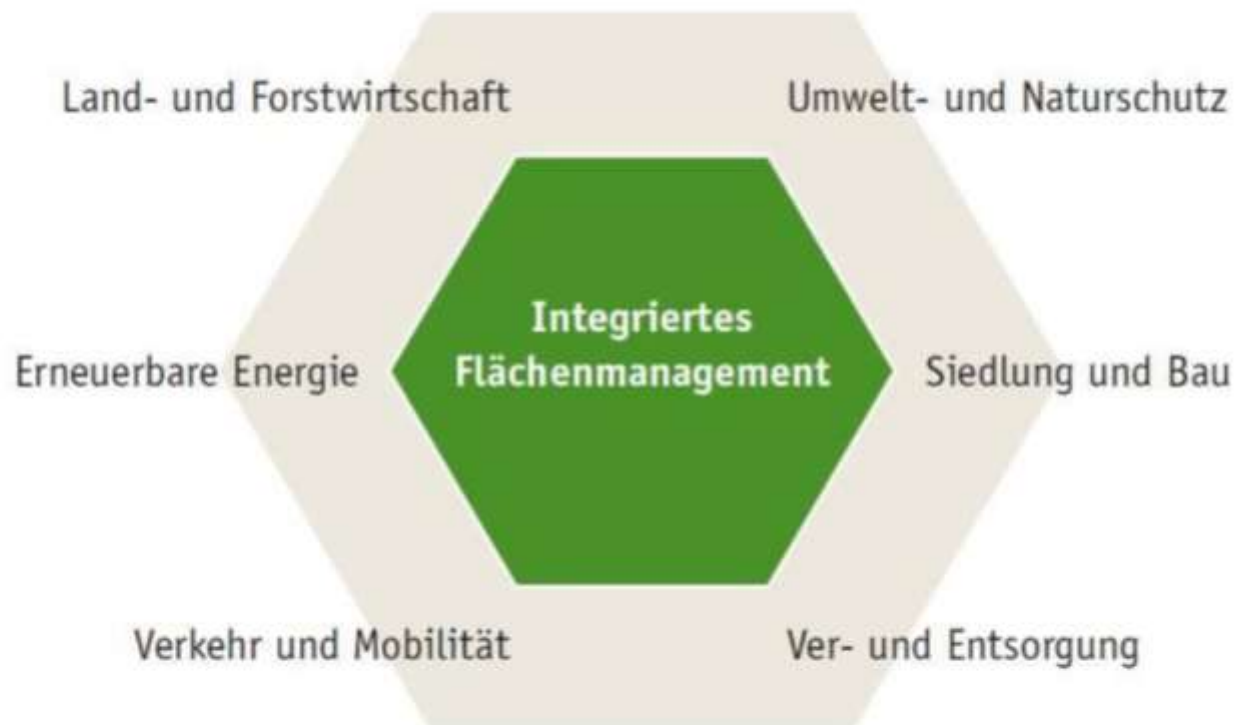 Land- und Forstwirtschaft
Umwelt- und Naturschutz
Integriertes
Flächenmanagement
Erneuerbare Energie
Siedlung und Bau
Verkehr und Mobilität
Ver- und Entsorgung